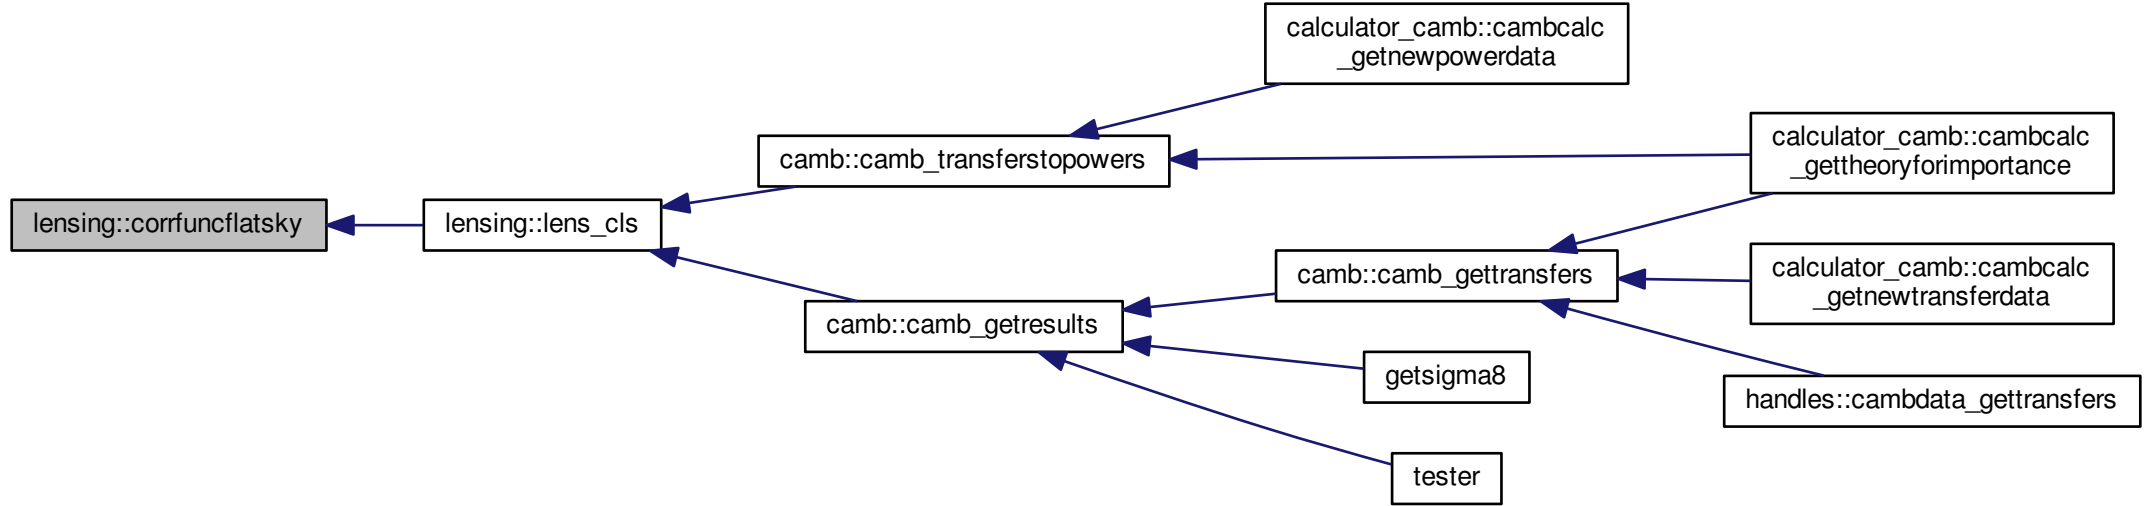 calculator_camb::cambcalc
_getnewpowerdata
calculator_camb::cambcalc
_gettheoryforimportance
camb::camb_transferstopowers
lensing::corrfuncflatsky
lensing::lens_cls
camb::camb_gettransfers
calculator_camb::cambcalc
_getnewtransferdata
camb::camb_getresults
getsigma8
handles::cambdata_gettransfers
tester